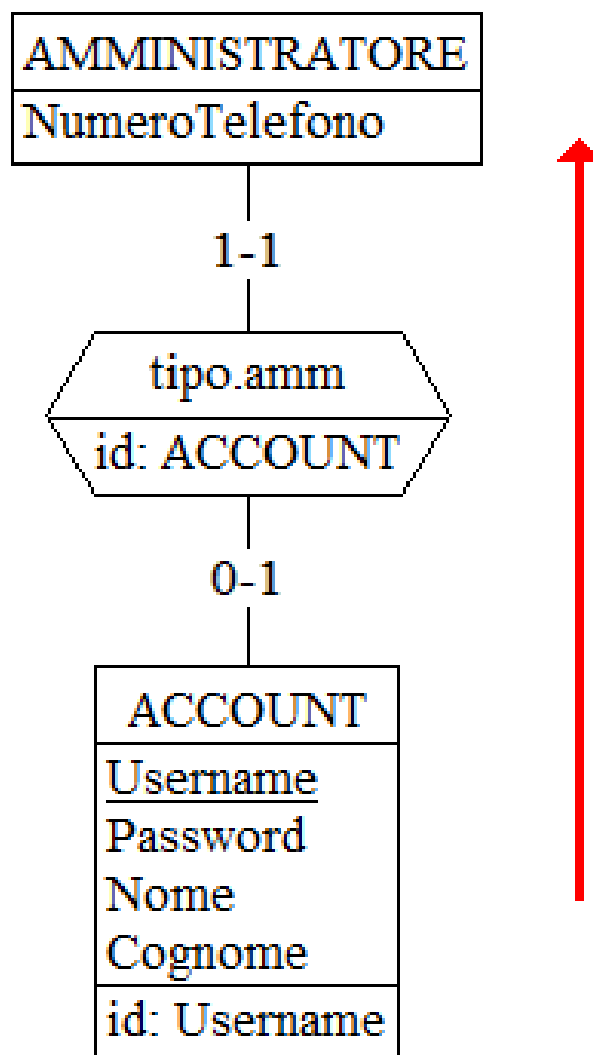 AMMINISTRATORE
NumeroTelefono
1-1
tipo.amm
id: ACCOUNT
0-1
ACCOUNT
Username
Password
Nome
Cognome
id: Username